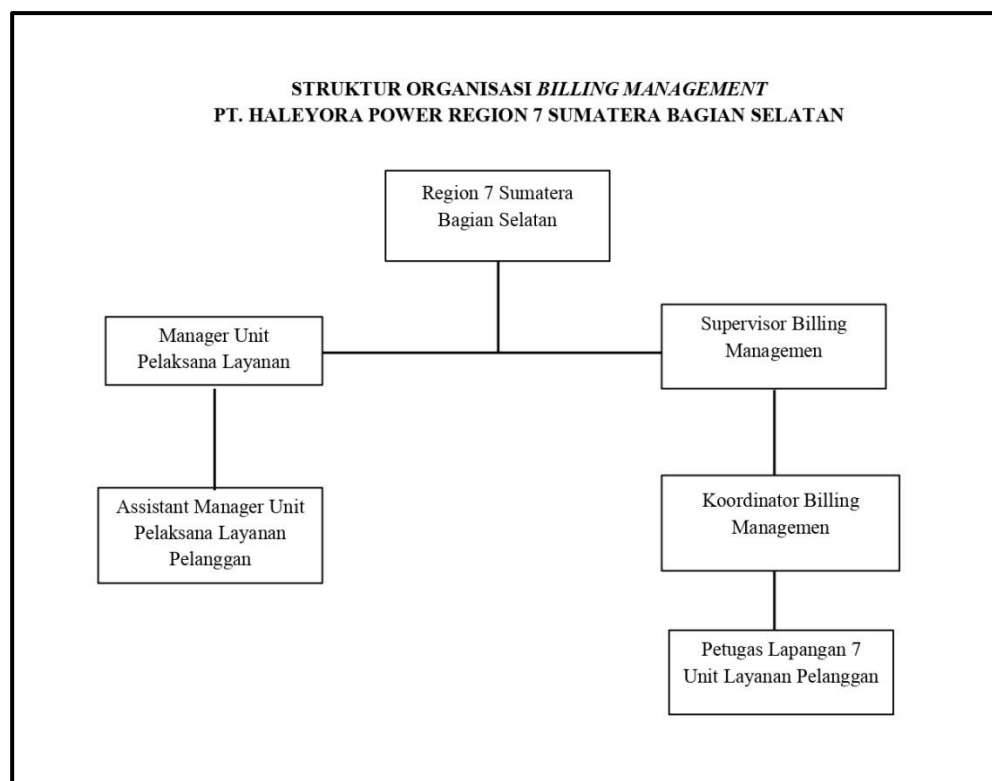 STRUKTUR ORGANISASI BILLING MANAGEMENT
PT. HALEYORA POWER REGION 7 SUMATERA BAGIAN SELATAN
Region 7 Sumatera
Bagian Selatan
Manager Unit
Pelaksana Layanan
Supervisor Billing
Managemen
Assistant Manager Unit
Pelaksana Layanan
Pelanggan
Koordinator Billing
Managemen
Petugas Lapangan 7
Unit Layanan Pelanggan